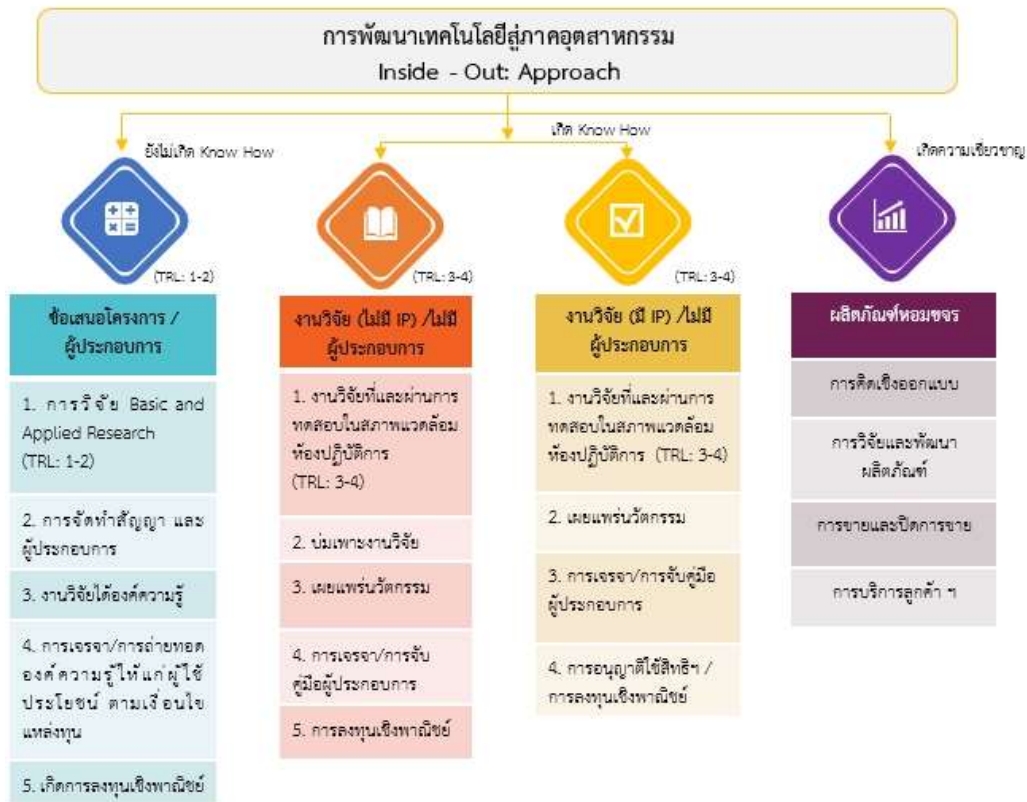 การพัฒนาเทคโนโลยีสู่ภาคอุตสาหกรรม
Inside - Out: Approach
ยังไม่เกิด Know How
เกิด Know How
เกิดความเชี่ยวชาญ
(TRL: 1-2)
(TRL: 3-4)
(TRL: 3-4)
ข้อเสนอโครงการ /
ผู้ประกอบการ
1. การวิจัย Basic and
Applied Research
(TRL: 1-2)
2. การจัดทำสัญญา และ
ผู้ประกอบการ
3. งานวิจัยได้องค์ความรู้
4. การเจรจา/การถ่ายทอด
องค์ความรู้ให้แก่ผู้ใช้
ประโยชน์ ตามเงื่อนไข
แหล่งทุน
5. เกิดการลงทุนเชิงพาณิชย์
งานวิจัย (ไม่มี IP) /ไม่มี
ผู้ประกอบการ
1. งานวิจัยที่และผ่านการ
ทดสอบในสภาพแวดล้อม
ห้องปฏิบัติการ
(TRL: 3-4)
2. บ่มเพาะงานวิจัย
3. เผยแพร่นวัตกรรม
4. การเจรจา/การจับ
คู่มือผู้ประกอบการ
5. การลงทุนเชิงพาณิชย์
งานวิจัย (มี IP) /ไม่มี
ผู้ประกอบการ
1. งานวิจัยที่และผ่านการ
ทดสอบในสภาพแวดล้อม
ห้องปฏิบัติการ (TRL: 3-4)
2. เผยแพร่นวัตกรรม
3. การเจรจา/การจับคู่มือ
ผู้ประกอบการ
4. การอนุญาติใช้สิทธิฯ /
การลงทุนเชิงพาณิชย์
ผลิตภัณฑ์หอมขจร
การคิดเชิงออกแบบ
การวิจัยและพัฒนา
ผลิตภัณฑ์
การขายและปิดการขาย
การบริการลูกค้า ฯ